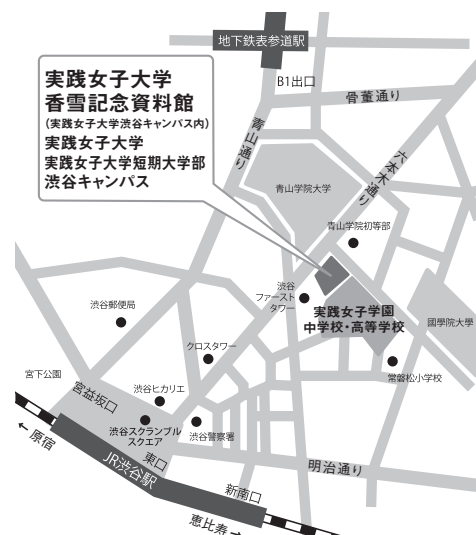 地下鉄表参道駅
B1出口
実践女子大学
香雪記念資料館
(実践女子大学渋谷キャンパス内)
実践女子大学
実践女子大学短期大学部
渋谷キャンパス
骨董通り
青山通り
六本木通り
青山学院大学
青山学院初等部
渋谷
ファースト
タワー
実践女子学園
中学校・高等学校
國學院大學
渋谷郵便局
クロスタワー
常磐松小学校
宮下公園
宮益坂口
渋谷ヒカリエ
渋谷スクランブル
スクエア
渋谷警察署
東口
明治通り
← 原宿
JR渋谷駅
新南口
恵比寿 →